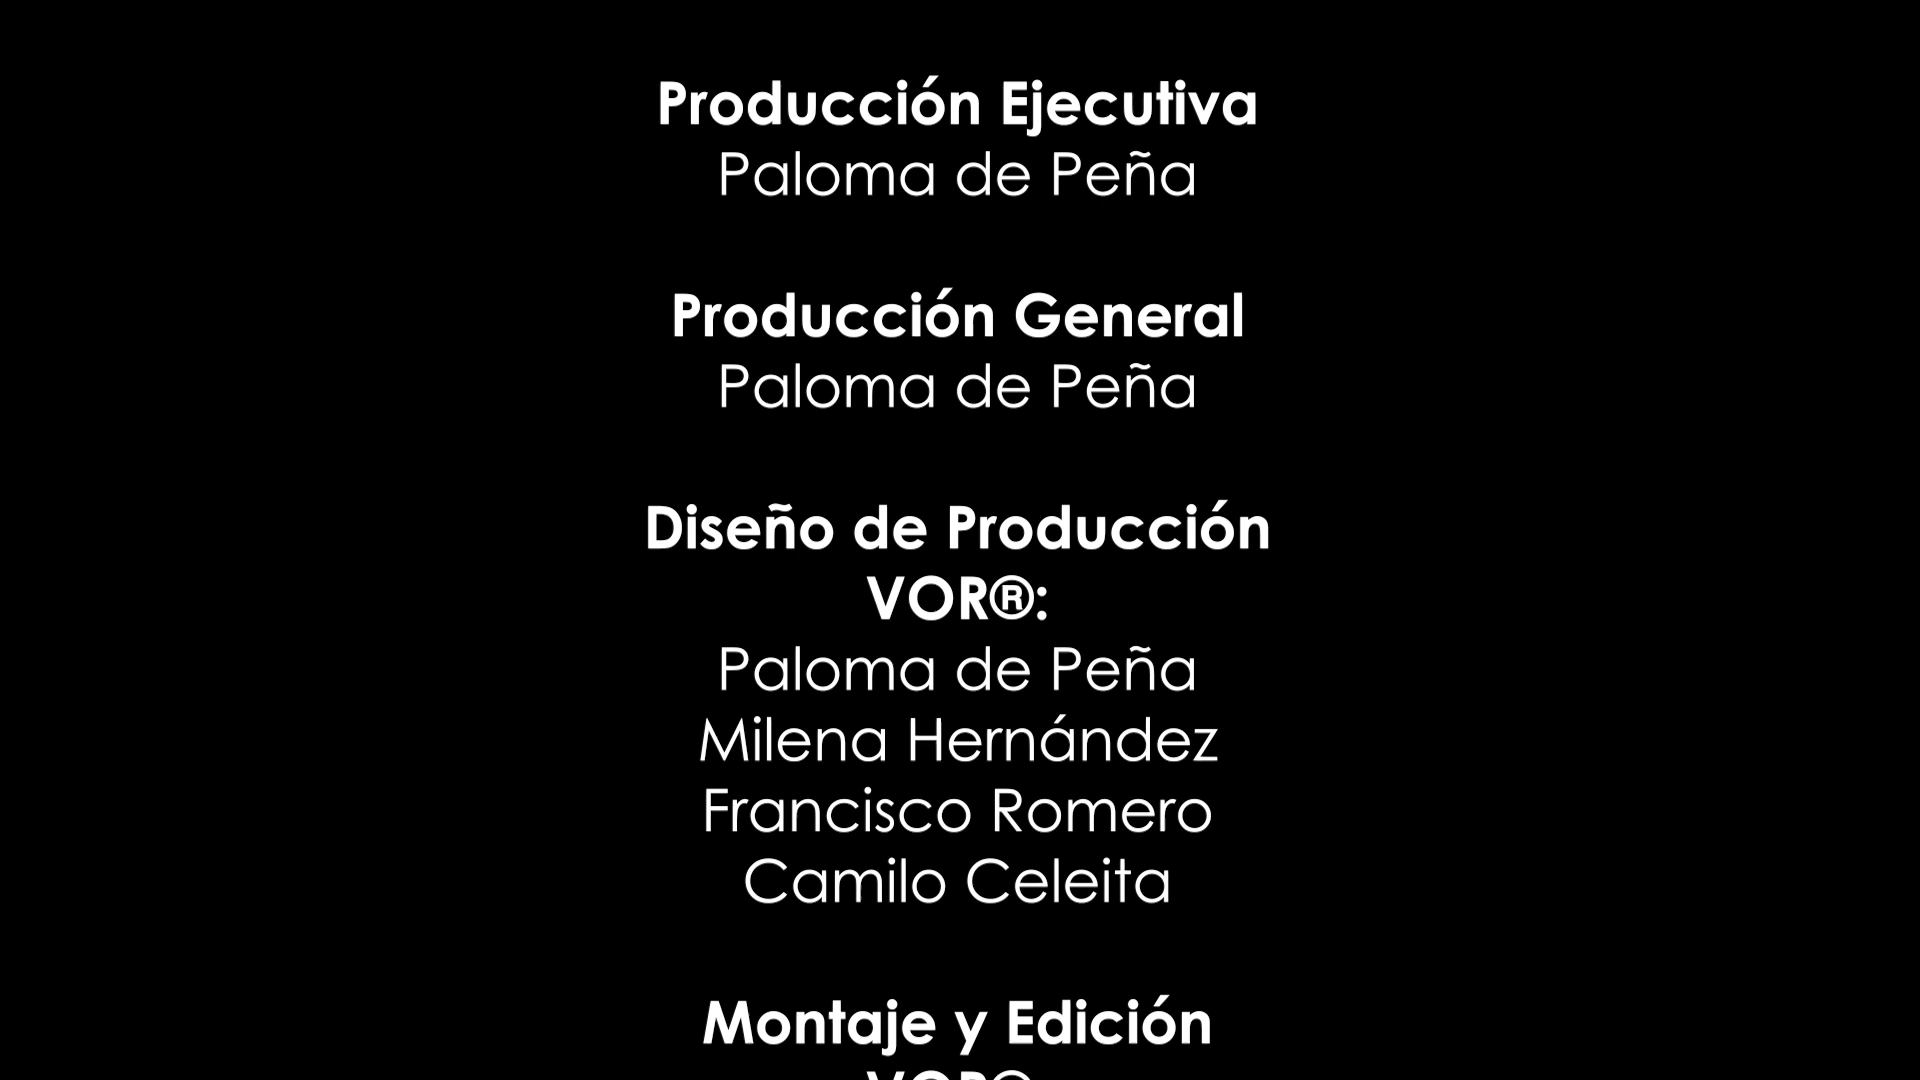 Producción Ejecutiva
Paloma de Peña
Producción General
Paloma de Peña
Diseño de Producción
VOR®:
Paloma de Peña
Milena Hernández
Francisco Romero
Camilo Celeita
Montaje y Edición